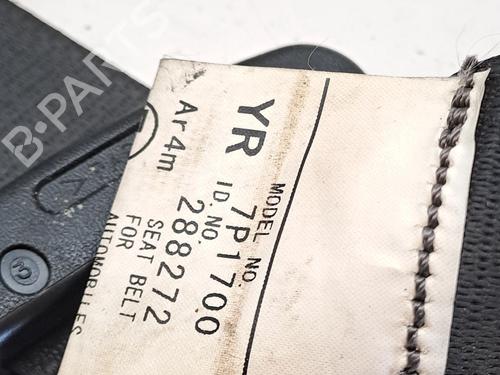 MODEL NO.
YR 7P1700
ID.NO.
Ar4m 288272
SEAT BELT
FOR
AUTOMOBILES
B-PARTS